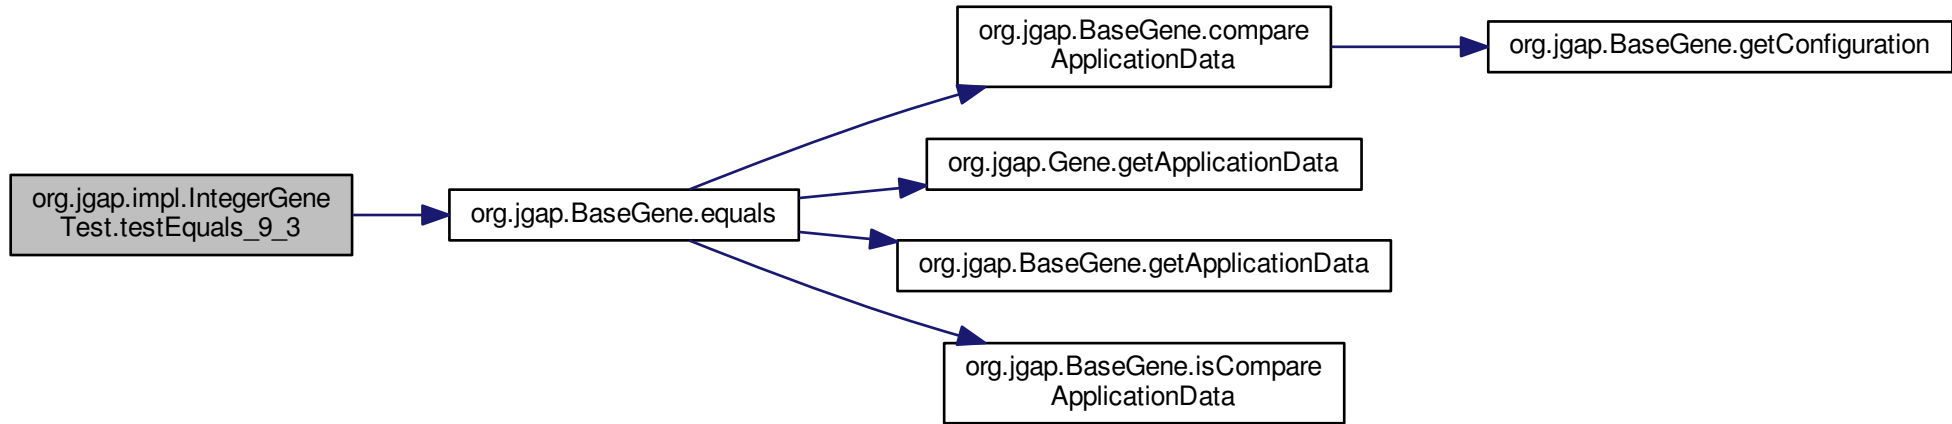 org.jgap.impl.IntegerGene
Test.testEquals_9_3
org.jgap.BaseGene.equals
org.jgap.BaseGene.compare
ApplicationData
org.jgap.BaseGene.getConfiguration
org.jgap.Gene.getApplicationData
org.jgap.BaseGene.getApplicationData
org.jgap.BaseGene.isCompare
ApplicationData